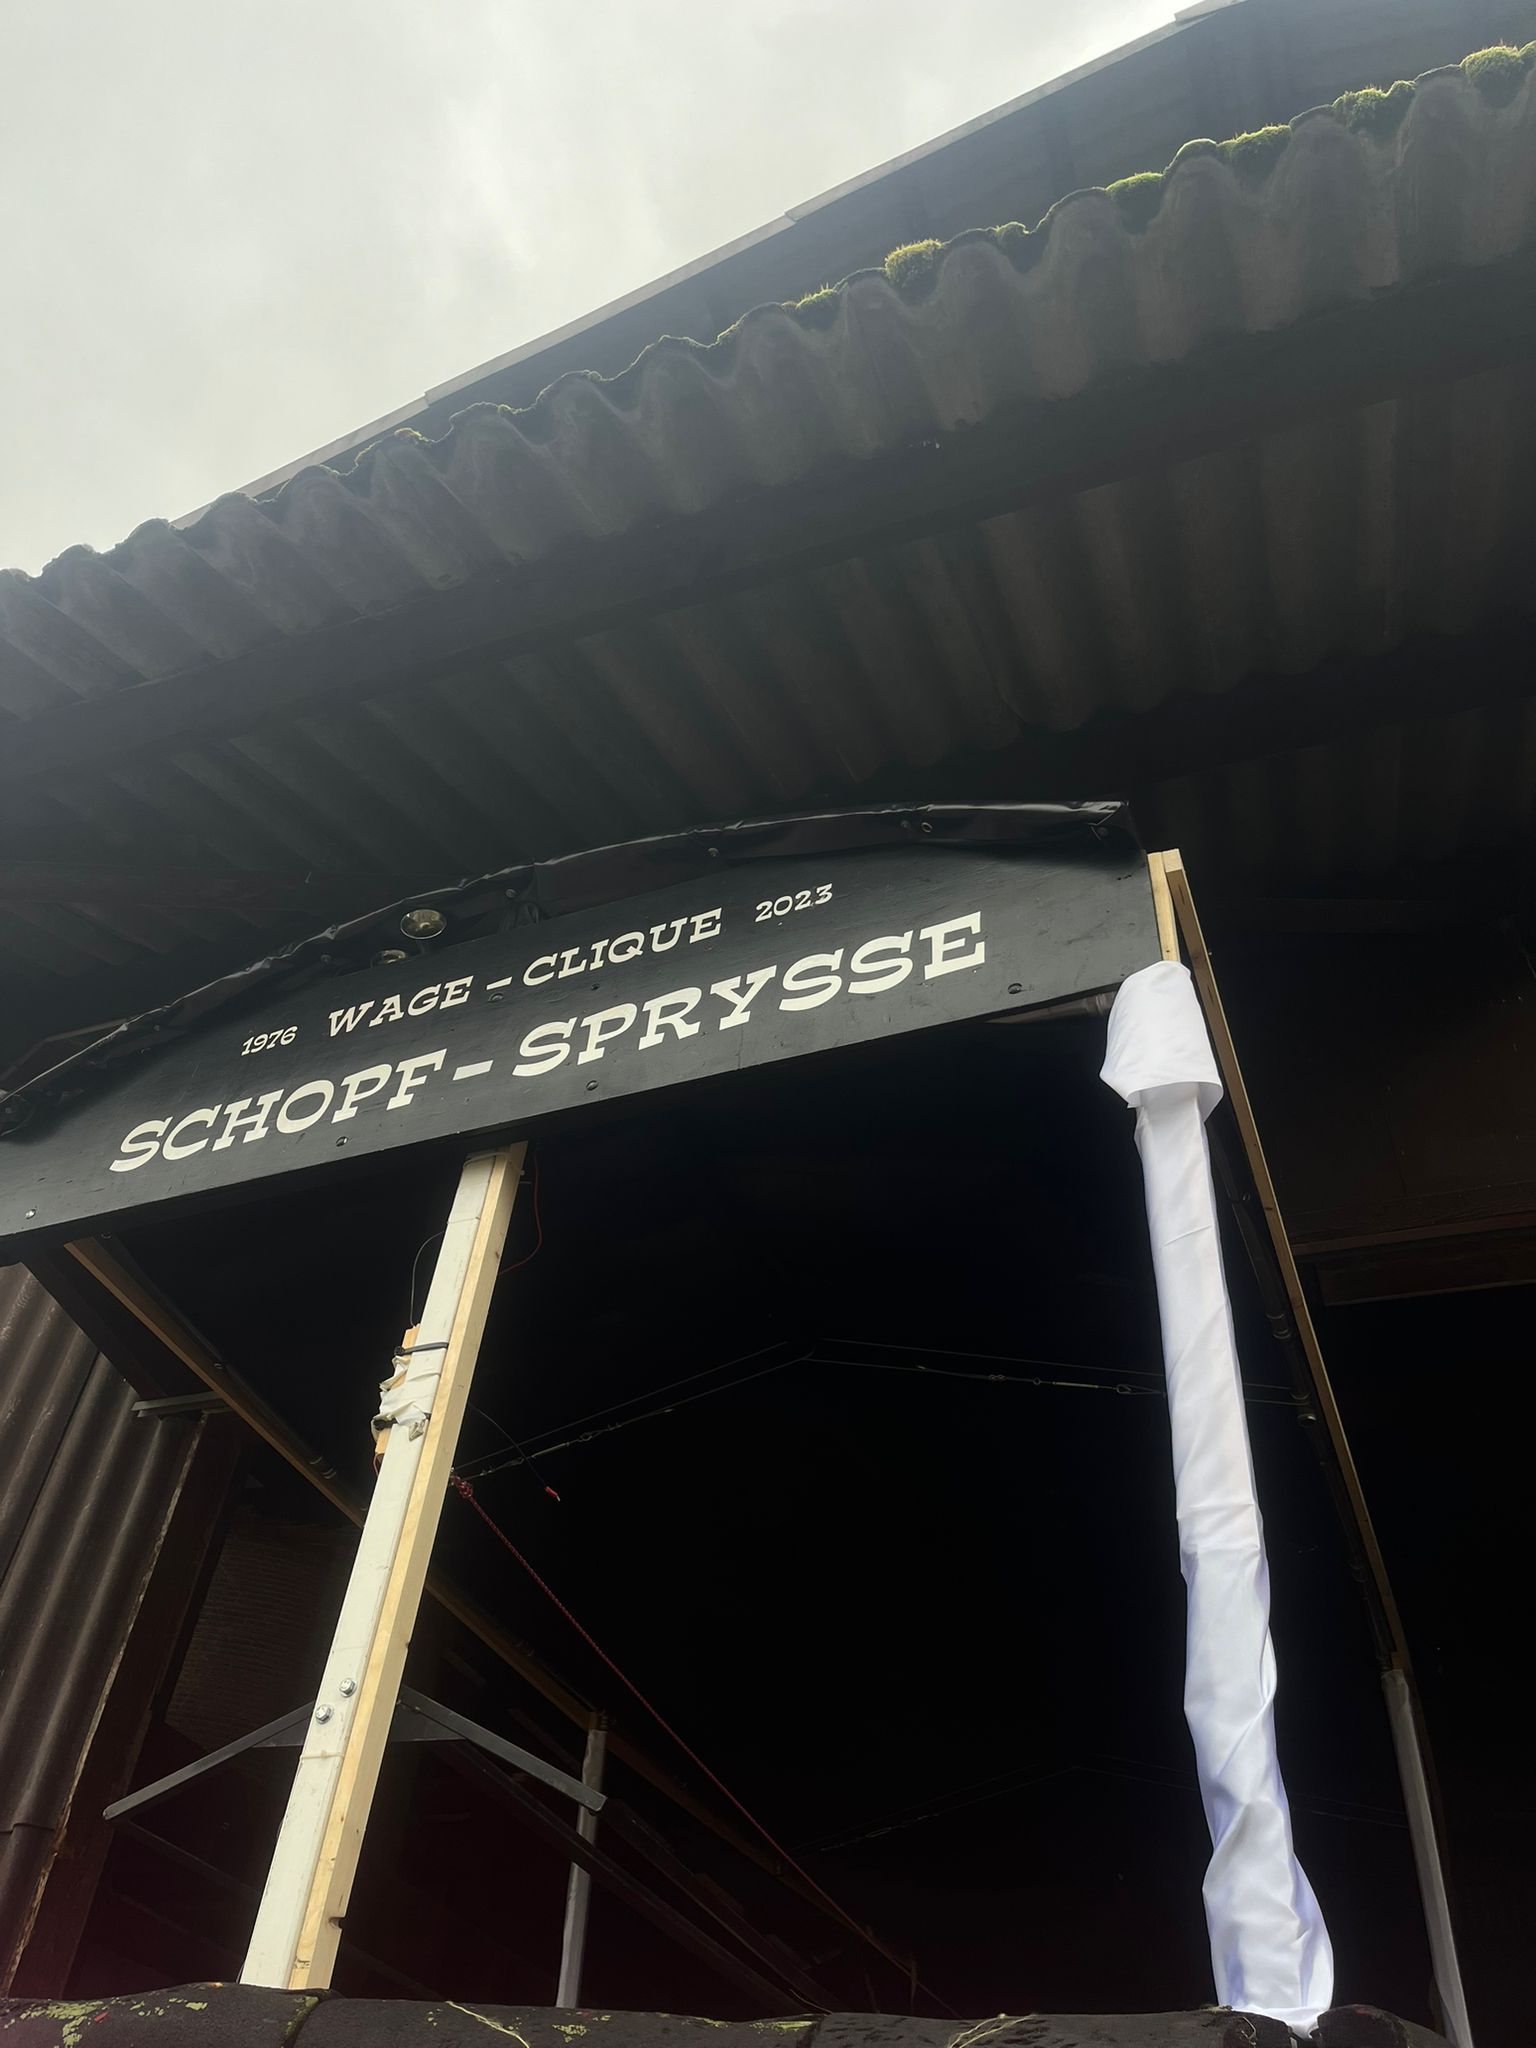 1976 WAGE-CLIQUE 2023
SCHOPF-SPRYSSE